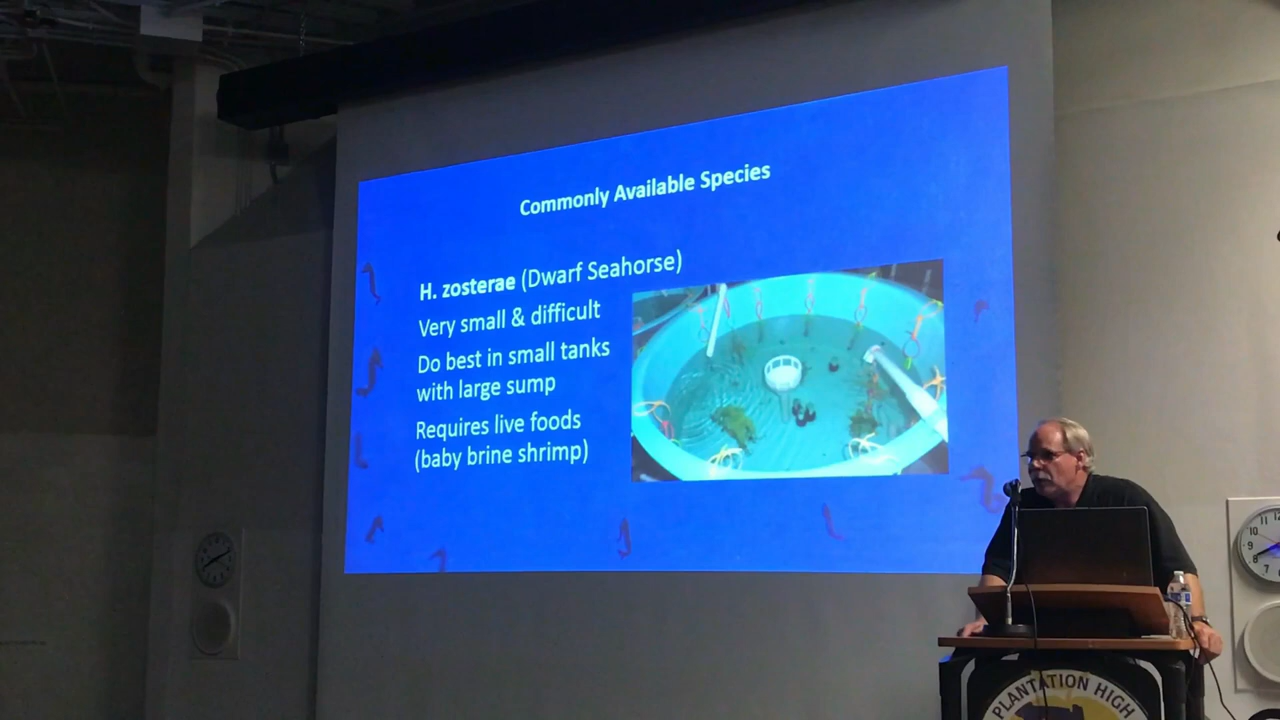 Commonly Available Species
H. zosterae (Dwarf Seahorse)
Very small & difficult
Do best in small tanks
with large sump
Requires live foods
(baby brine shrimp)
PLANTATION HIGH